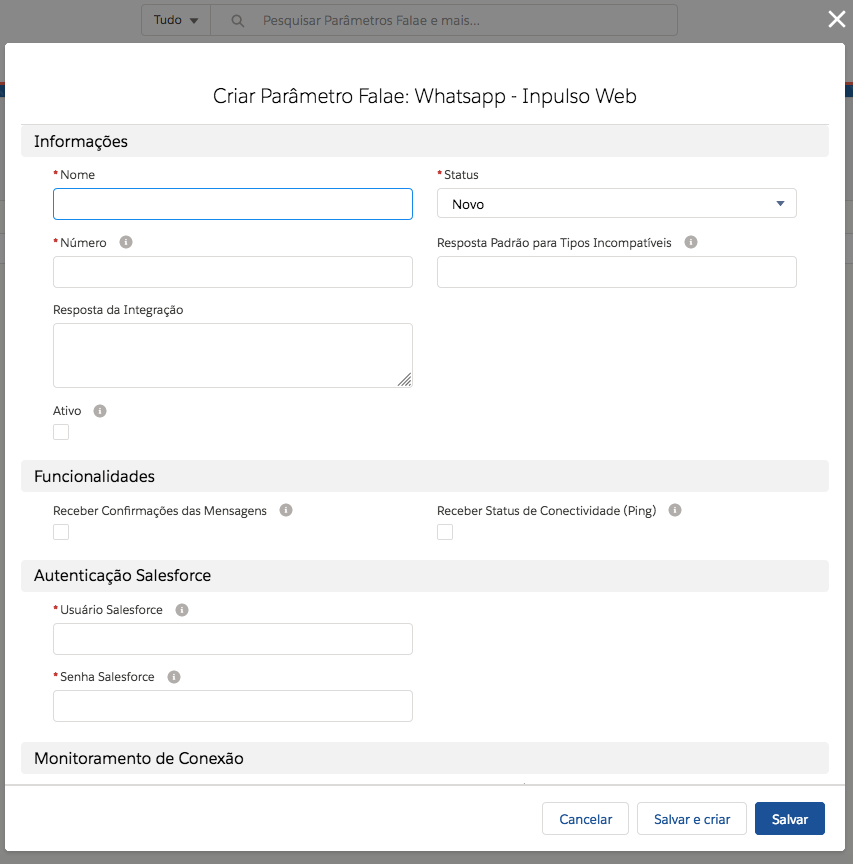 Tudo
Pesquisar Parâmetros Falae e mais...
Criar Parâmetro Falae: Whatsapp - Inpulso Web
Informações
* Nome
* Status
Novo
* Número
Resposta Padrão para Tipos Incompatíveis
Resposta da Integração
Ativo
Funcionalidades
Receber Confirmações das Mensagens
Receber Status de Conectividade (Ping)
Autenticação Salesforce
* Usuário Salesforce
* Senha Salesforce
Monitoramento de Conexão
Cancelar
Salvar e criar
Salvar